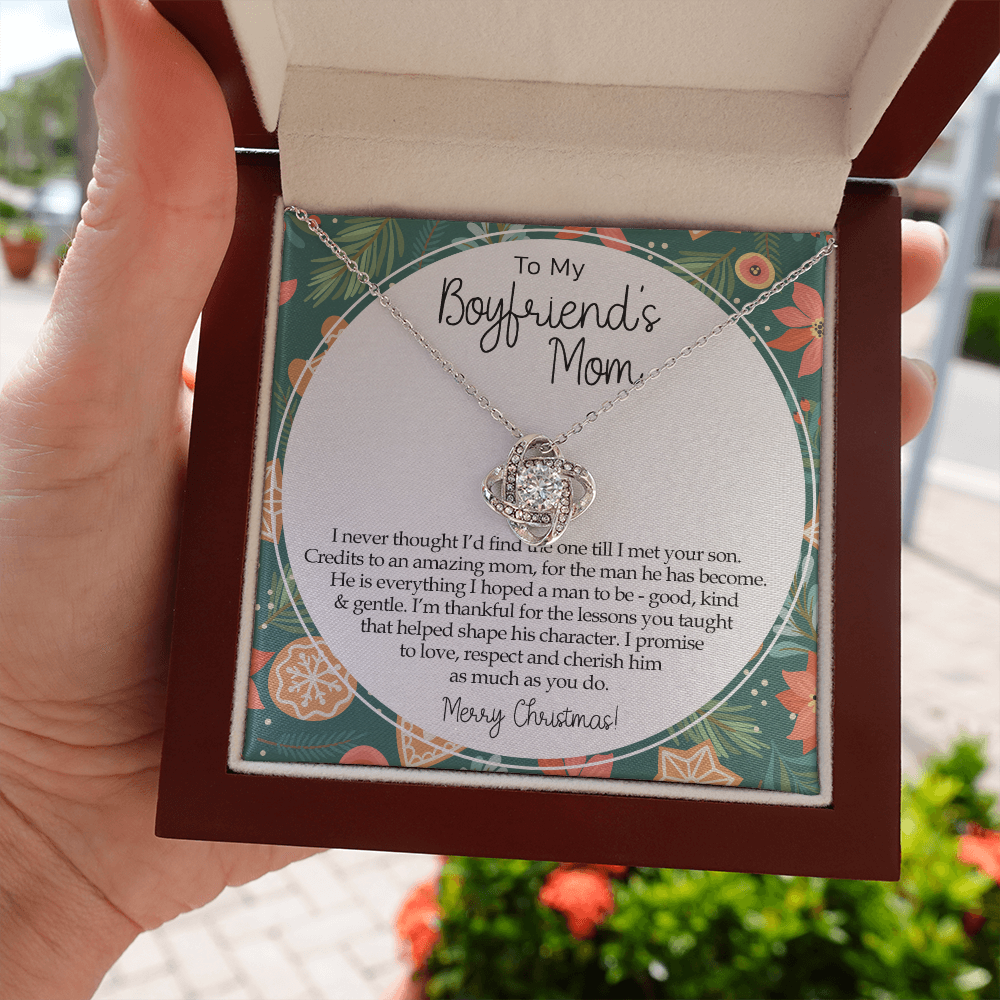 To My
Boyfriend's
Mom
I never thought I'd find the one till I met your son.
Credits to an amazing mom, for the man he has become.
He is everything I hoped a man to be - good, kind
& gentle. I'm thankful for the lessons you taught
that helped shape his character. I promise
to love, respect and cherish him
as much as you do.
Merry Christmas!